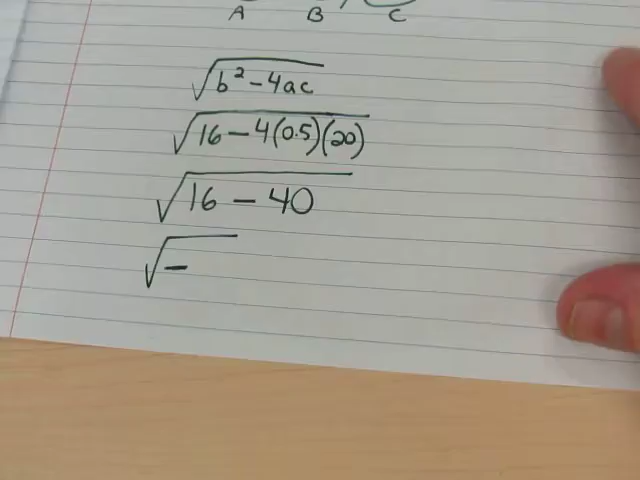 A B C
√b² - 4ac
√16 - 4(0.5)(20)
√16 - 40
√-